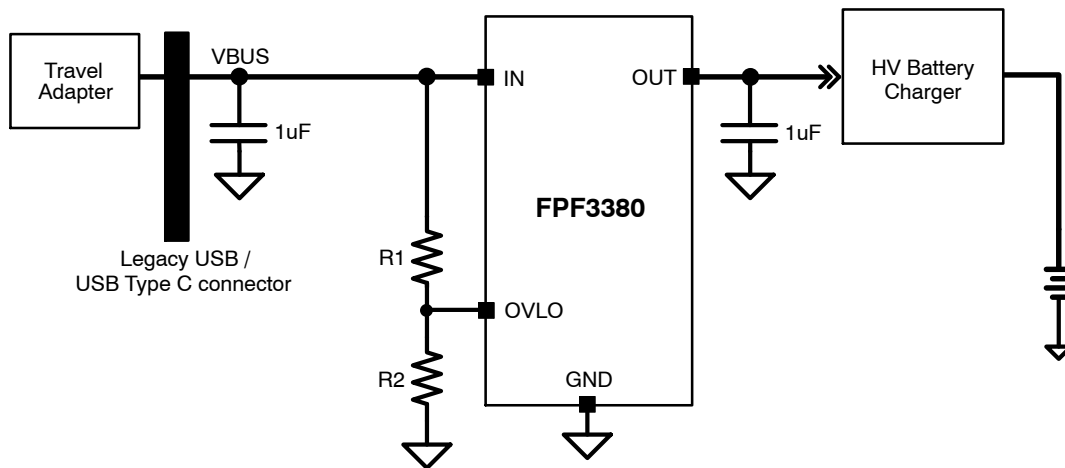 Travel
Adapter
VBUS
1uF
Legacy USB /
USB Type C connector
R1
R2
IN
OUT
FPF3380
OVLO
GND
1uF
HV Battery
Charger